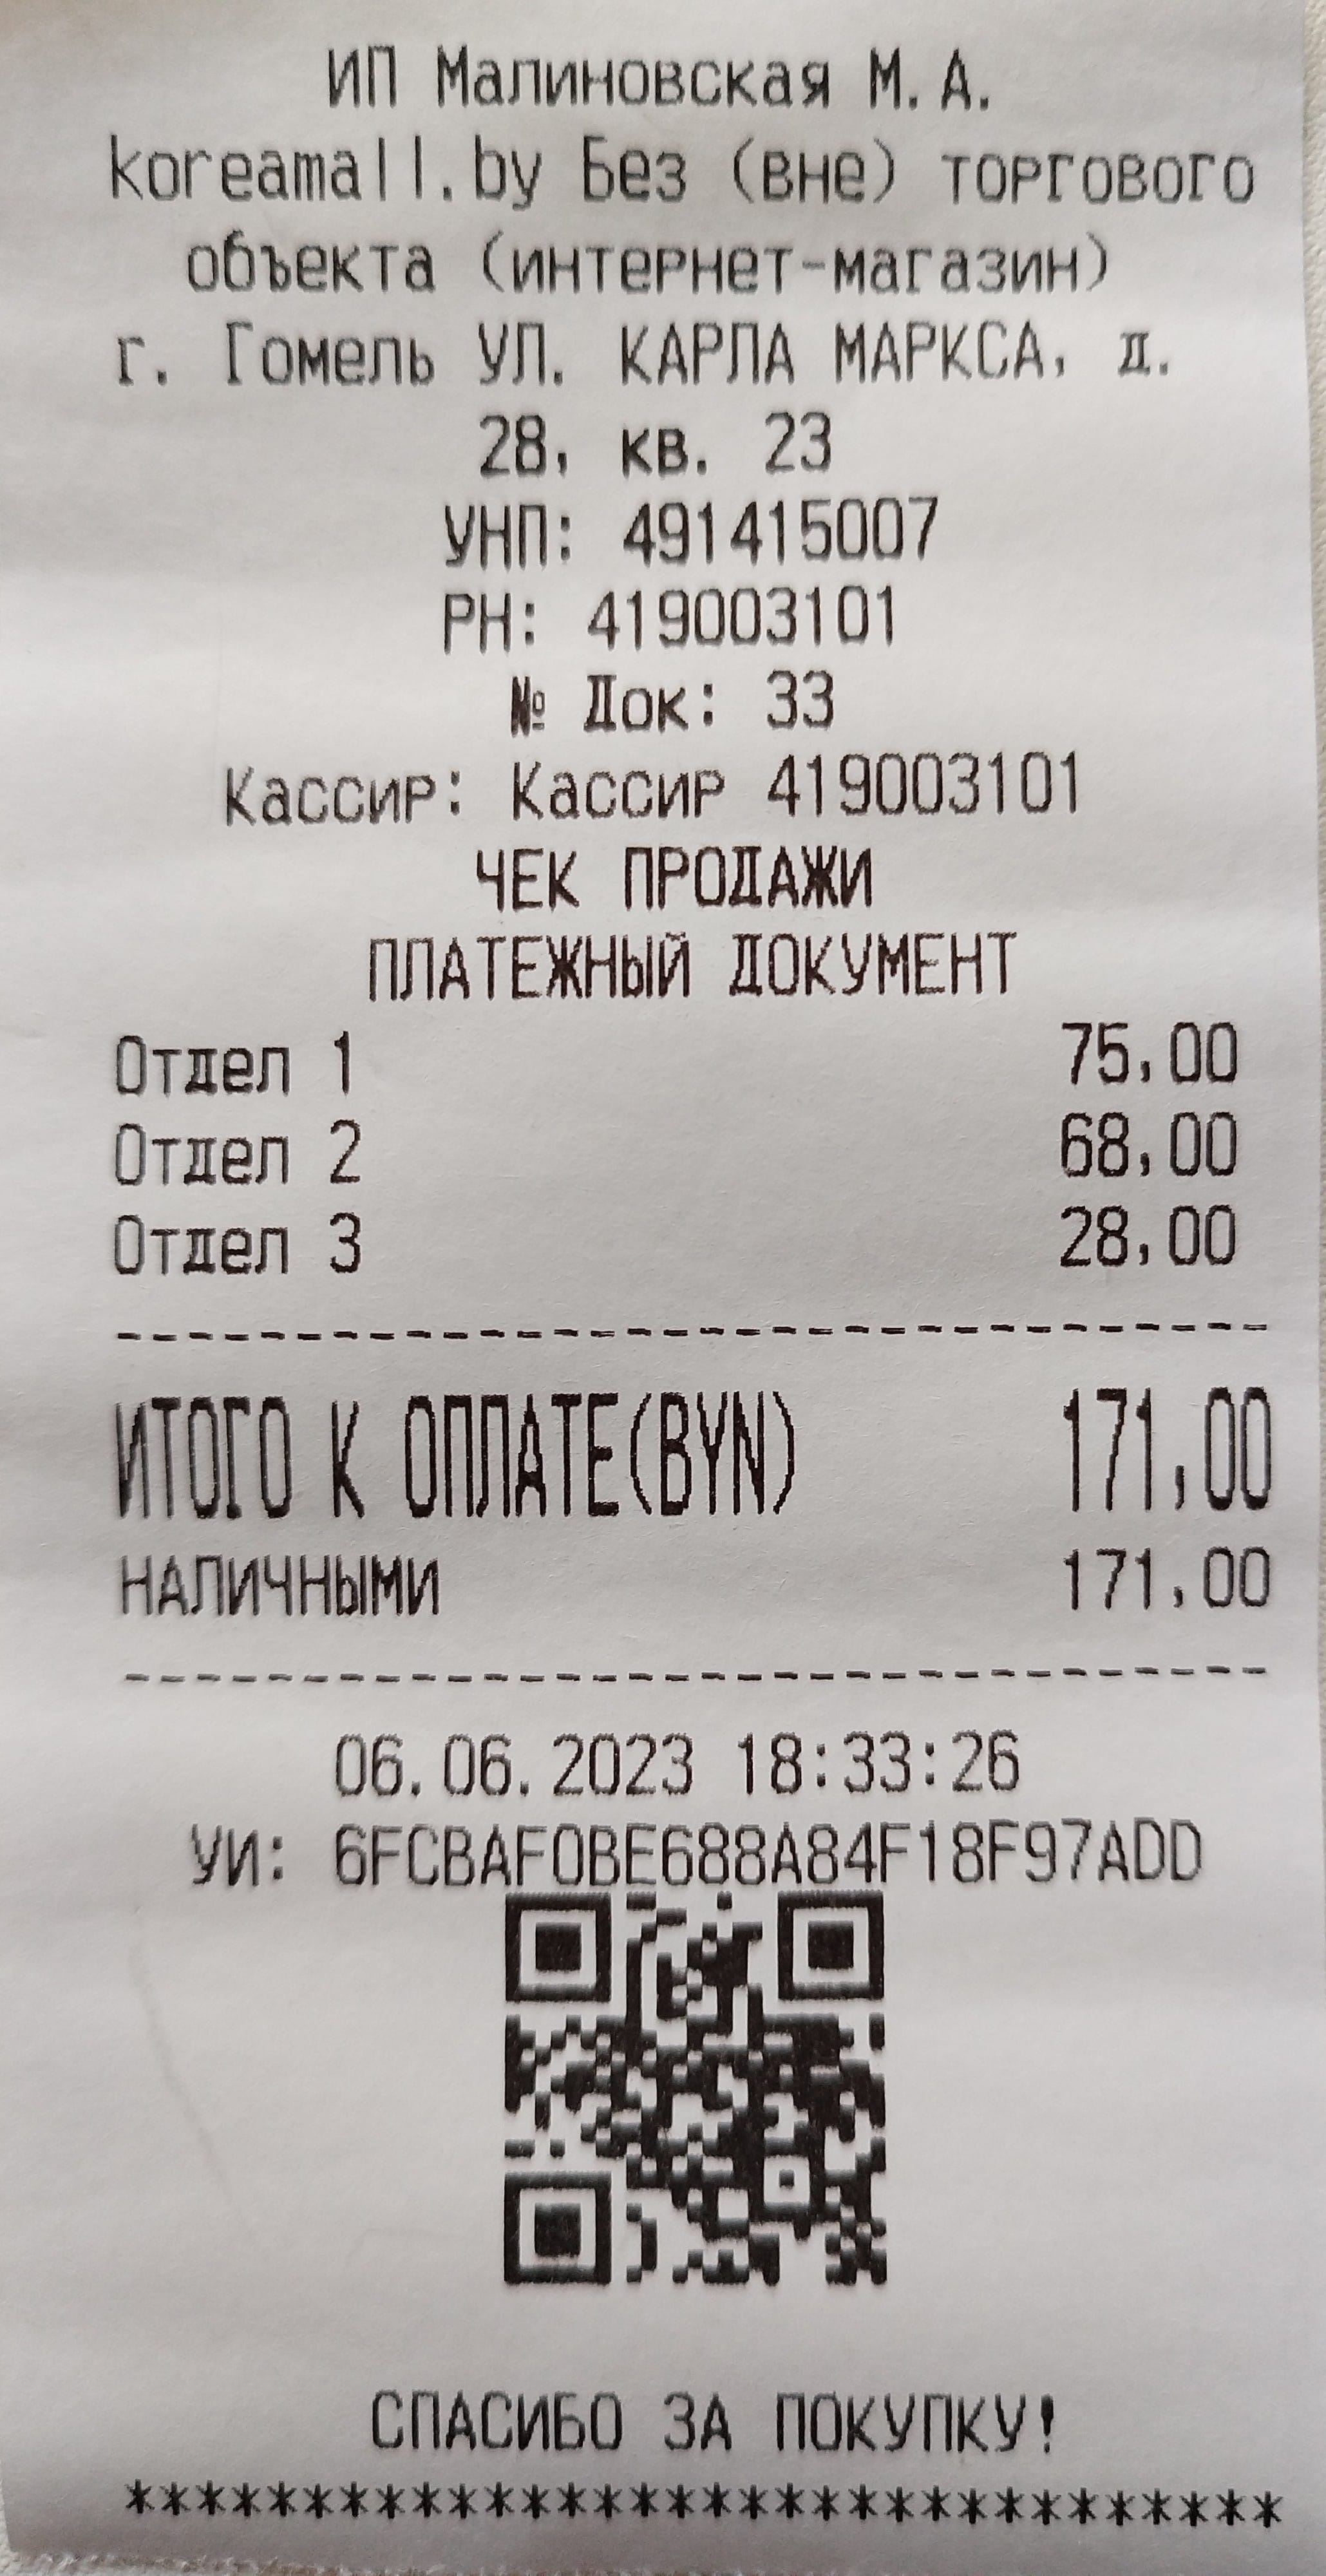 ИП Малиновская М. А.
koreamall.by Без (вне) торгового
объекта (интернет-магазин)
г. Гомель УЛ. КАРЛА МАРКСА, д.
28, кв. 23
УНП: 491415007
РН: 419003101
№ Док: 33
Кассир: Кассир 419003101
ЧЕК ПРОДАЖИ
ПЛАТЕЖНЫЙ ДОКУМЕНТ
Отдел 1 75,00
Отдел 2 68,00
Отдел 3 28,00
--------------------------------
ИТОГО К ОПЛАТЕ(BYN) 171,00
НАЛИЧНЫМИ 171,00
--------------------------------
06.06.2023 18:33:26
УИ: 6FCBAF0BE688A84F18F97ADD
СПАСИБО ЗА ПОКУПКУ!
********************************